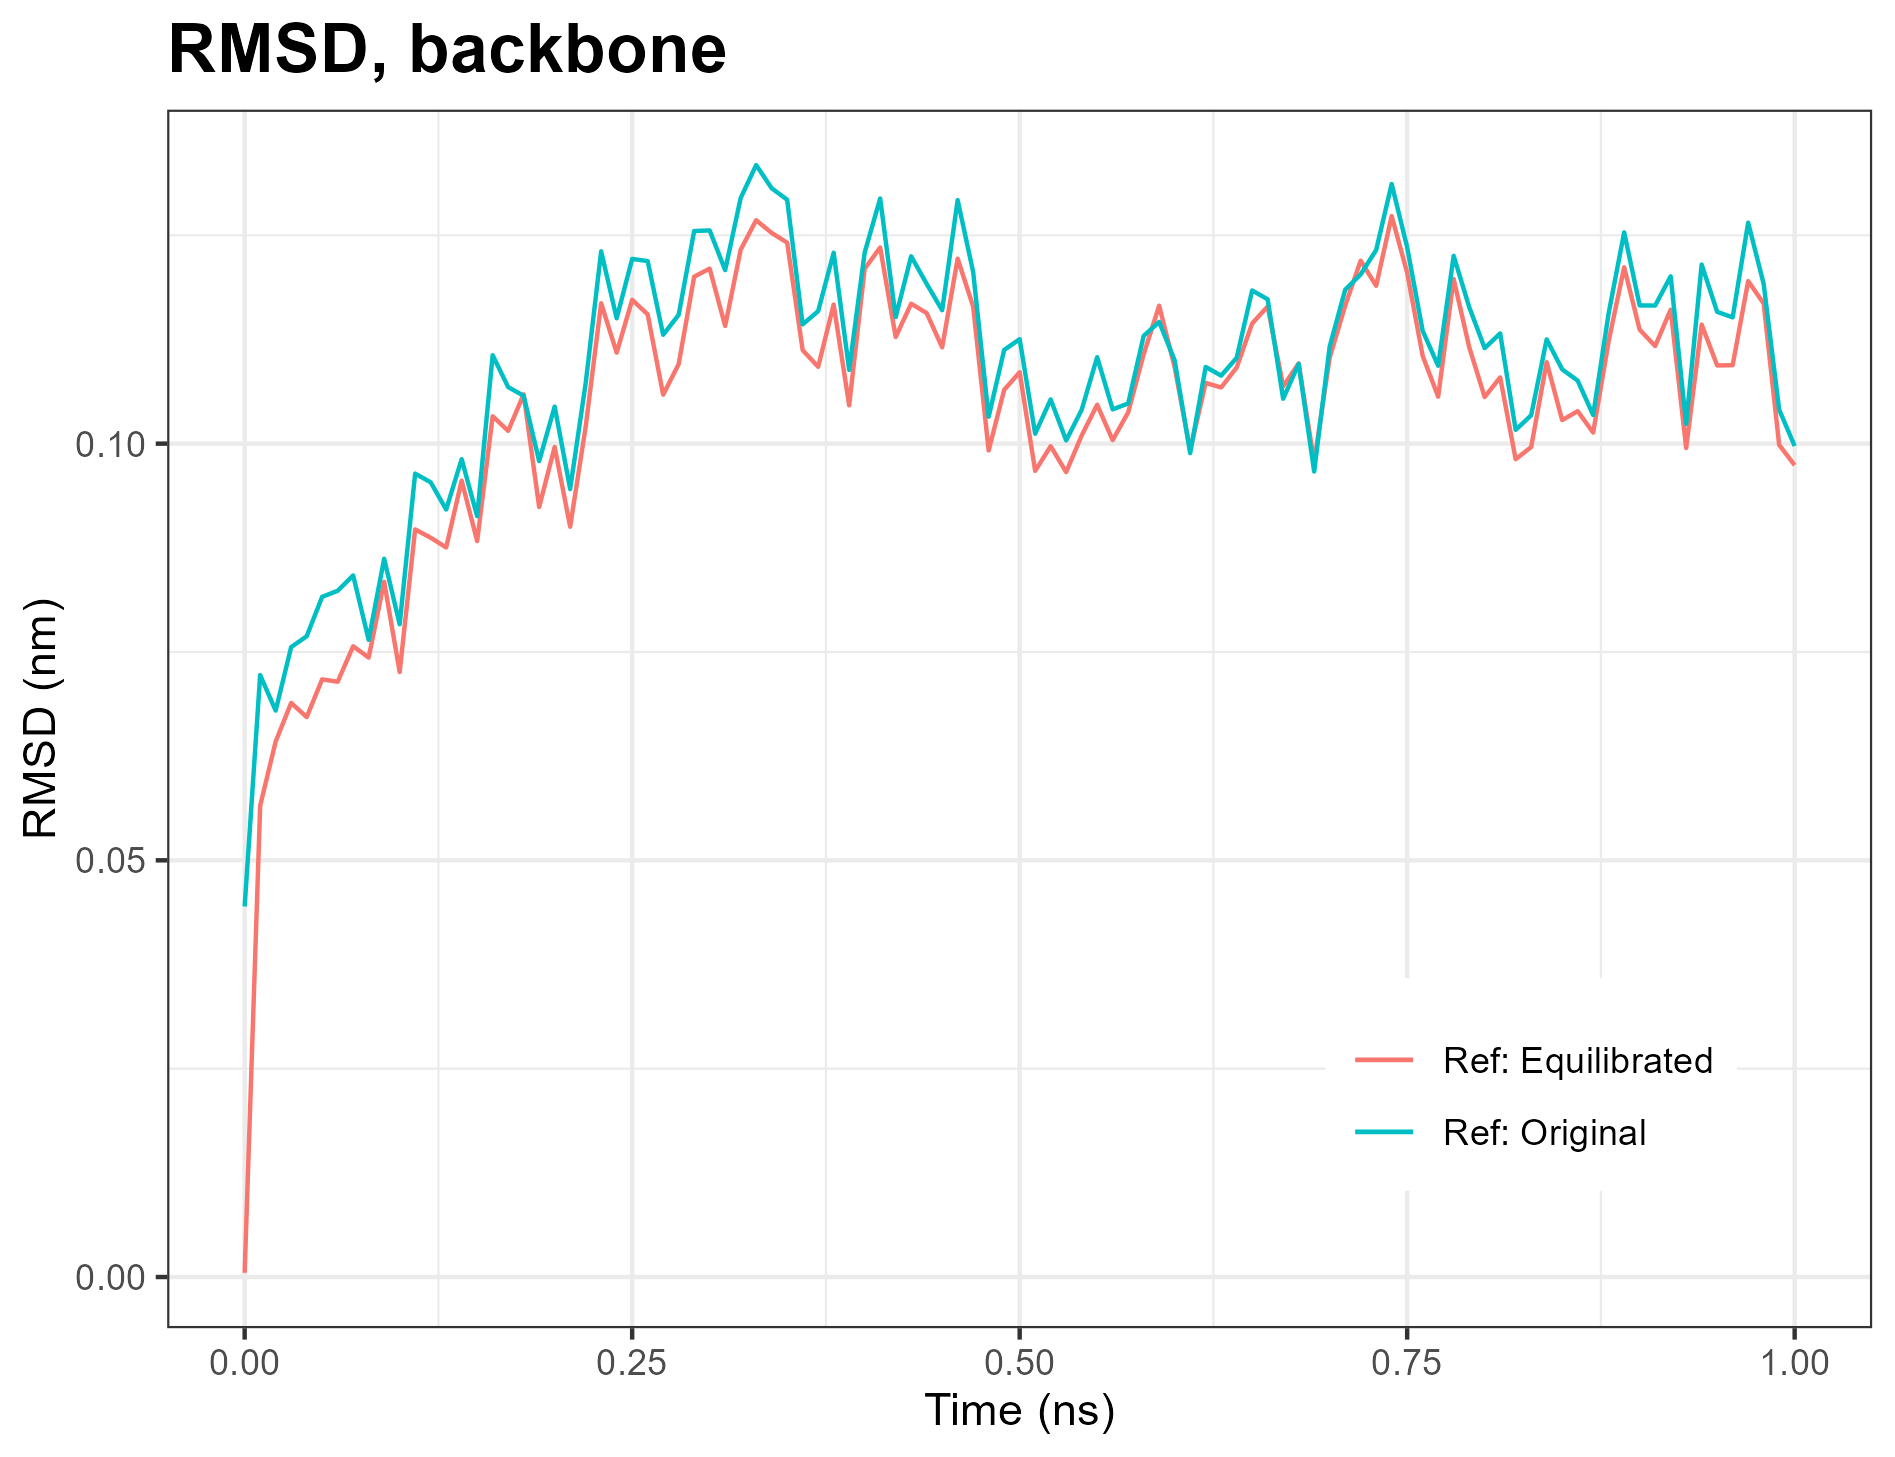 RMSD, backbone
RMSD (nm)
0.10
0.05
0.00
Ref: Equilibrated
Ref: Original
0.00 0.25 0.50 0.75 1.00
Time (ns)